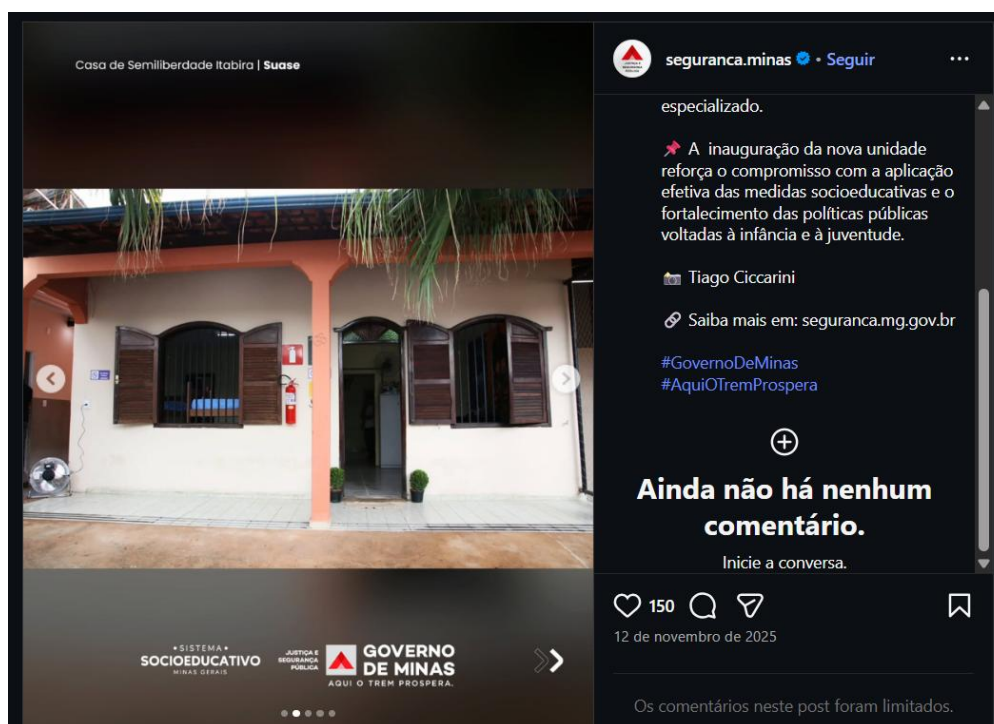 Casa de Semiliberdade Itabira | Suase
•SISTEMA•
SOCIOEDUCATIVO
MINAS GERAIS
JUSTIÇA E
SEGURANÇA
PÚBLICA
GOVERNO
DE MINAS
AQUI O TREM PROSPERA.
seguranca.minas • Seguir
especializado.
📌 A inauguração da nova unidade
reforça o compromisso com a aplicação
efetiva das medidas socioeducativas e o
fortalecimento das políticas públicas
voltadas à infância e à juventude.
📷 Tiago Ciccarini
🔗 Saiba mais em: seguranca.mg.gov.br
#GovernoDeMinas
#AquiOTremProspera
Ainda não há nenhum
comentário.
Inicie a conversa.
150
12 de novembro de 2025
Os comentários neste post foram limitados.